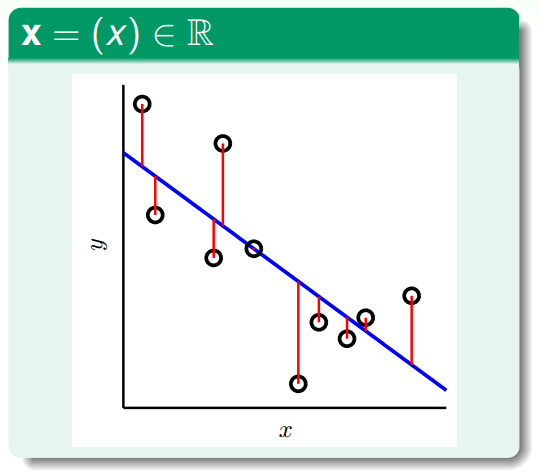 𝐱 = (x) ∈ ℝ
y
x